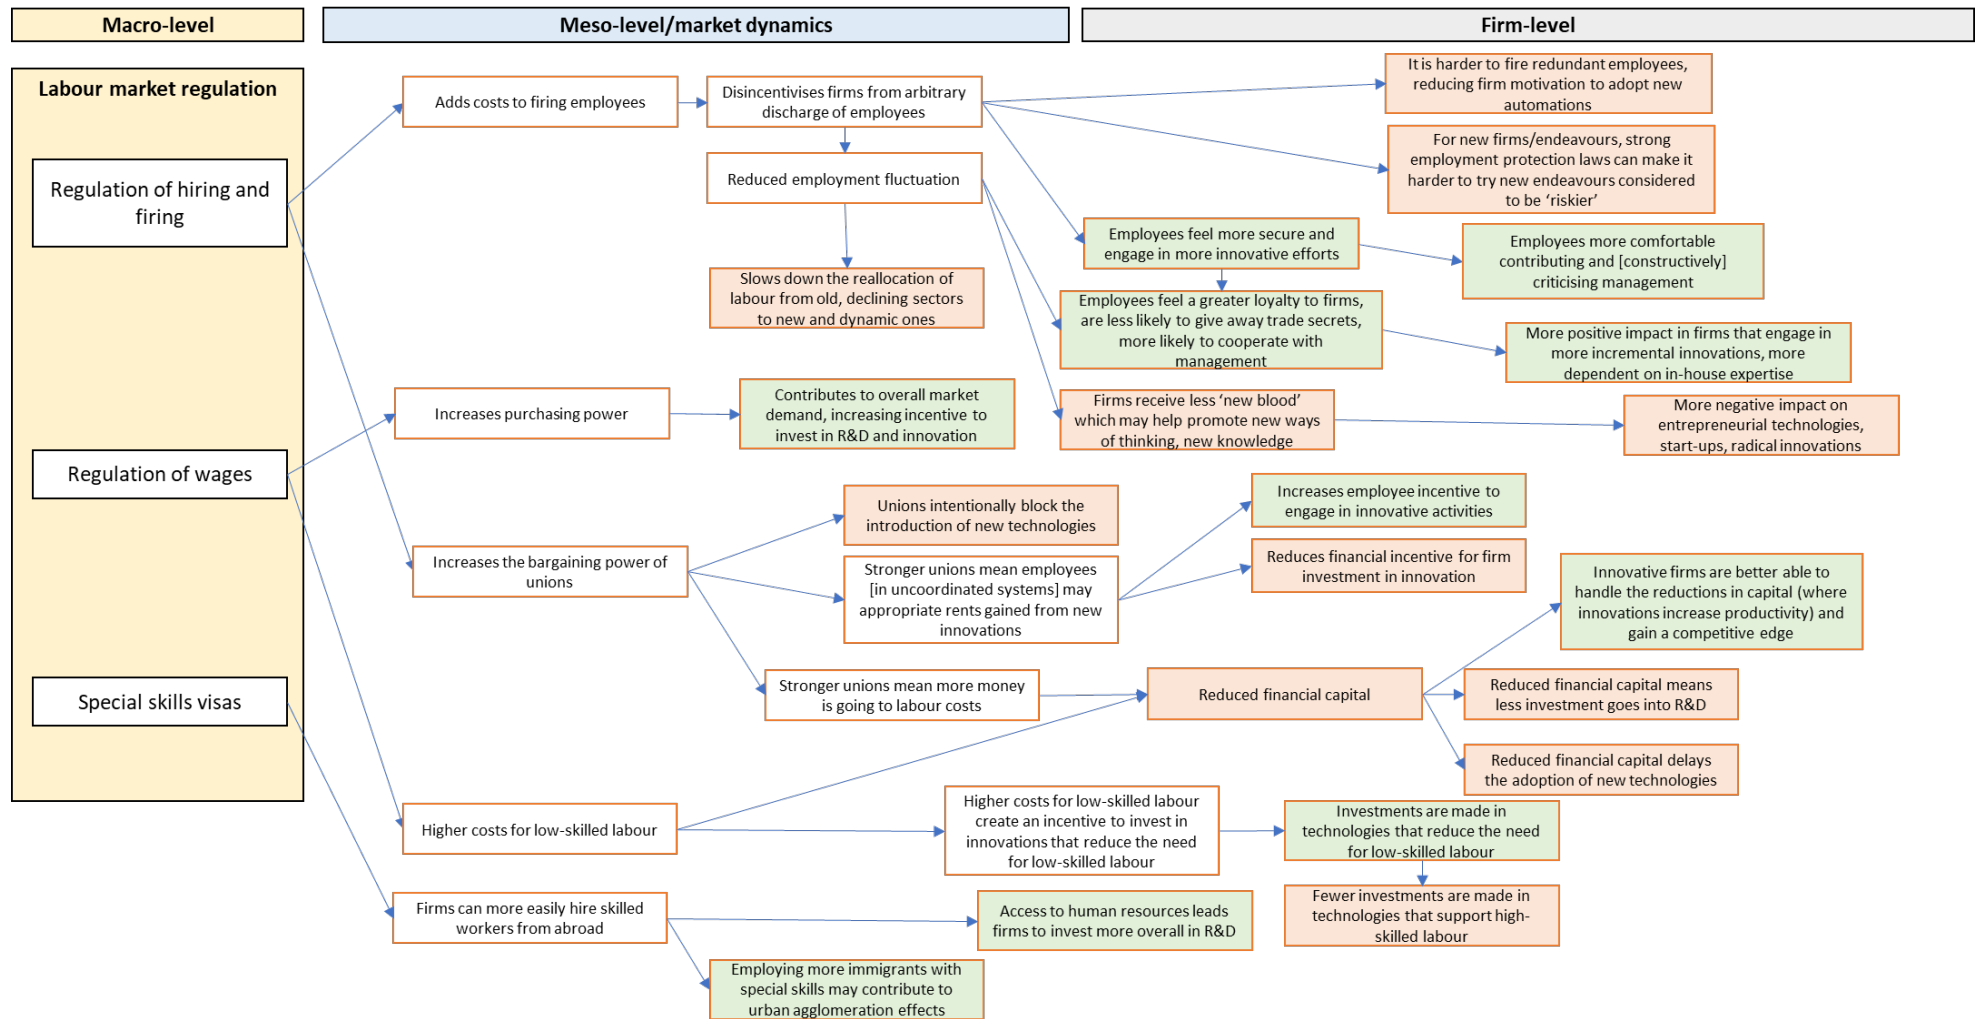 Macro-level
Meso-level/market dynamics
Firm-level
Labour market regulation
Regulation of hiring and
firing
Regulation of wages
Special skills visas
Adds costs to firing employees
Disincentivises firms from arbitrary
discharge of employees
Reduced employment fluctuation
Slows down the reallocation of
labour from old, declining sectors
to new and dynamic ones
It is harder to fire redundant employees,
reducing firm motivation to adopt new
automations
For new firms/endeavours, strong
employment protection laws can make it
harder to try new endeavours considered
to be ‘riskier’
Employees feel more secure and
engage in more innovative efforts
Employees more comfortable
contributing and [constructively]
criticising management
Employees feel a greater loyalty to firms,
are less likely to give away trade secrets,
more likely to cooperate with
management
More positive impact in firms that engage in
more incremental innovations, more
dependent on in-house expertise
Increases purchasing power
Contributes to overall market
demand, increasing incentive to
invest in R&D and innovation
Firms receive less ‘new blood’
which may help promote new ways
of thinking, new knowledge
More negative impact on
entrepreneurial technologies,
start-ups, radical innovations
Increases the bargaining power of
unions
Unions intentionally block the
introduction of new technologies
Stronger unions mean employees
[in uncoordinated systems] may
appropriate rents gained from new
innovations
Increases employee incentive to
engage in innovative activities
Reduces financial incentive for firm
investment in innovation
Stronger unions mean more money
is going to labour costs
Reduced financial capital
Innovative firms are better able to
handle the reductions in capital (where
innovations increase productivity) and
gain a competitive edge
Reduced financial capital means
less investment goes into R&D
Reduced financial capital delays
the adoption of new technologies
Higher costs for low-skilled labour
Higher costs for low-skilled labour
create an incentive to invest in
innovations that reduce the need
for low-skilled labour
Investments are made in
technologies that reduce the need
for low-skilled labour
Fewer investments are made in
technologies that support high-
skilled labour
Firms can more easily hire skilled
workers from abroad
Access to human resources leads
firms to invest more overall in R&D
Employing more immigrants with
special skills may contribute to
urban agglomeration effects